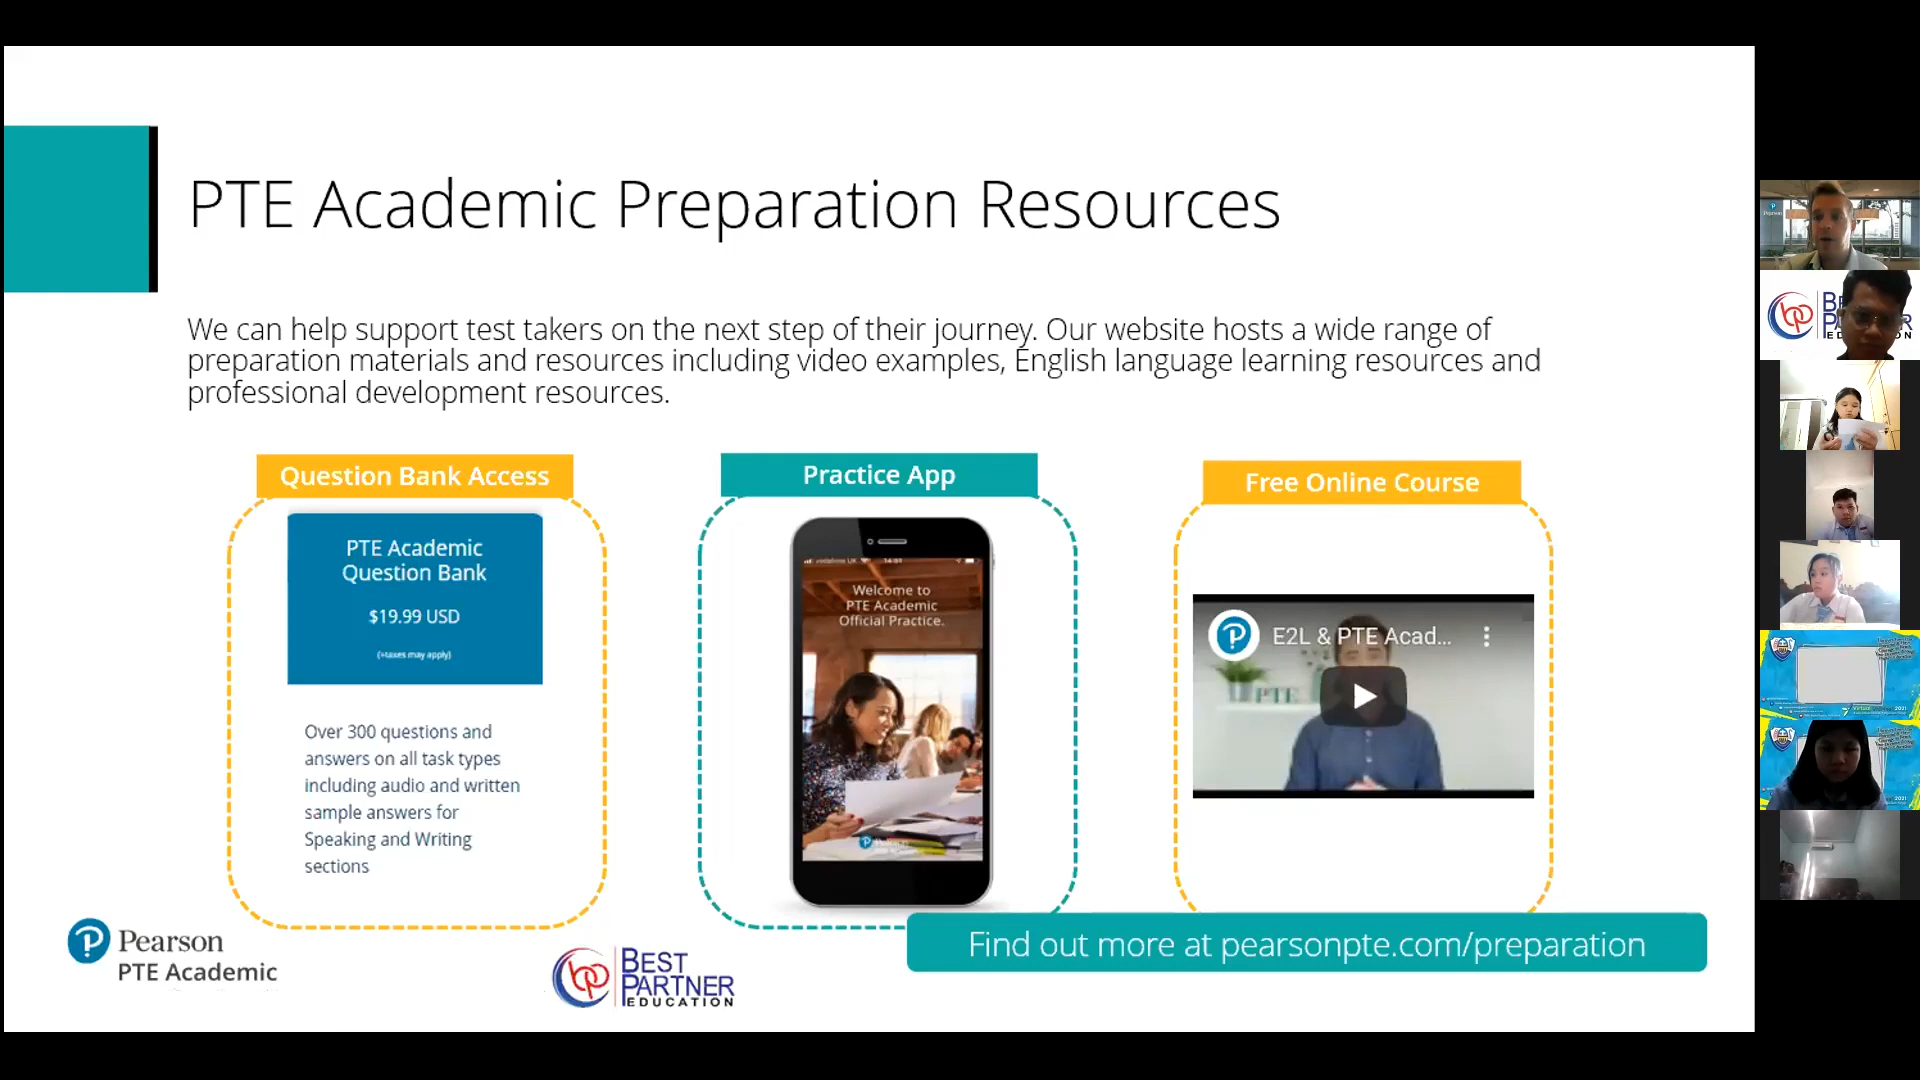 PTE Academic Preparation Resources
We can help support test takers on the next step of their journey. Our website hosts a wide range of
preparation materials and resources including video examples, English language learning resources and
professional development resources.
Question Bank Access
PTE Academic
Question Bank
$19.99 USD
(+taxes may apply)
Over 300 questions and
answers on all task types
including audio and written
sample answers for
Speaking and Writing
sections
Practice App
Welcome to
PTE Academic
Official Practice.
Free Online Course
E2L & PTE Acad...
PTE
Find out more at pearsonpte.com/preparation
Pearson
PTE Academic
bp
BEST
PARTNER
EDUCATION
Pearson